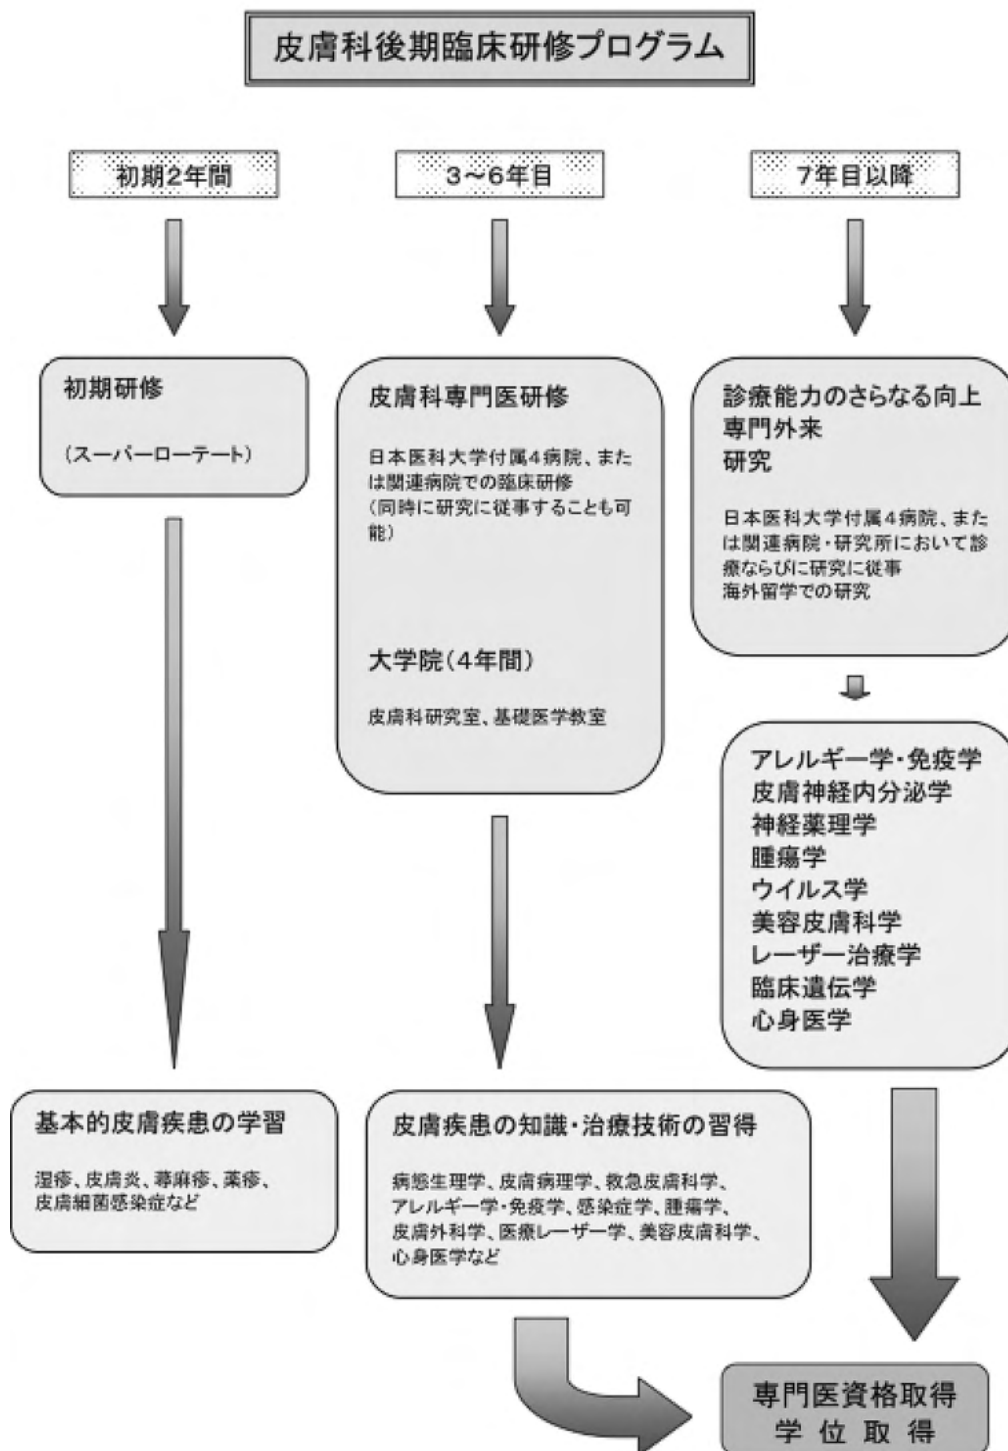 皮膚科後期臨床研修プログラム
初期2年間
3～6年目
7年目以降
初期研修
(スーパーローテート)
皮膚科専門医研修
日本医科大学付属4病院、また
は関連病院での臨床研修
(同時に研究に従事することも可
能)
大学院(4年間)
皮膚科研究室、基礎医学教室
診療能力のさらなる向上
専門外来
研究
日本医科大学付属4病院、また
は関連病院・研究所において診
療ならびに研究に従事
海外留学での研究
アレルギー学・免疫学
皮膚神経内分泌学
神経薬理学
腫瘍学
ウイルス学
美容皮膚科学
レーザー治療学
臨床遺伝学
心身医学
基本的皮膚疾患の学習
湿疹、皮膚炎、蕁麻疹、薬疹、
皮膚細菌感染症など
皮膚疾患の知識・治療技術の習得
病態生理学、皮膚病理学、救急皮膚科学、
アレルギー学・免疫学、感染症学、腫瘍学、
皮膚外科学、医療レーザー学、美容皮膚科学、
心身医学など
専門医資格取得
学位取得